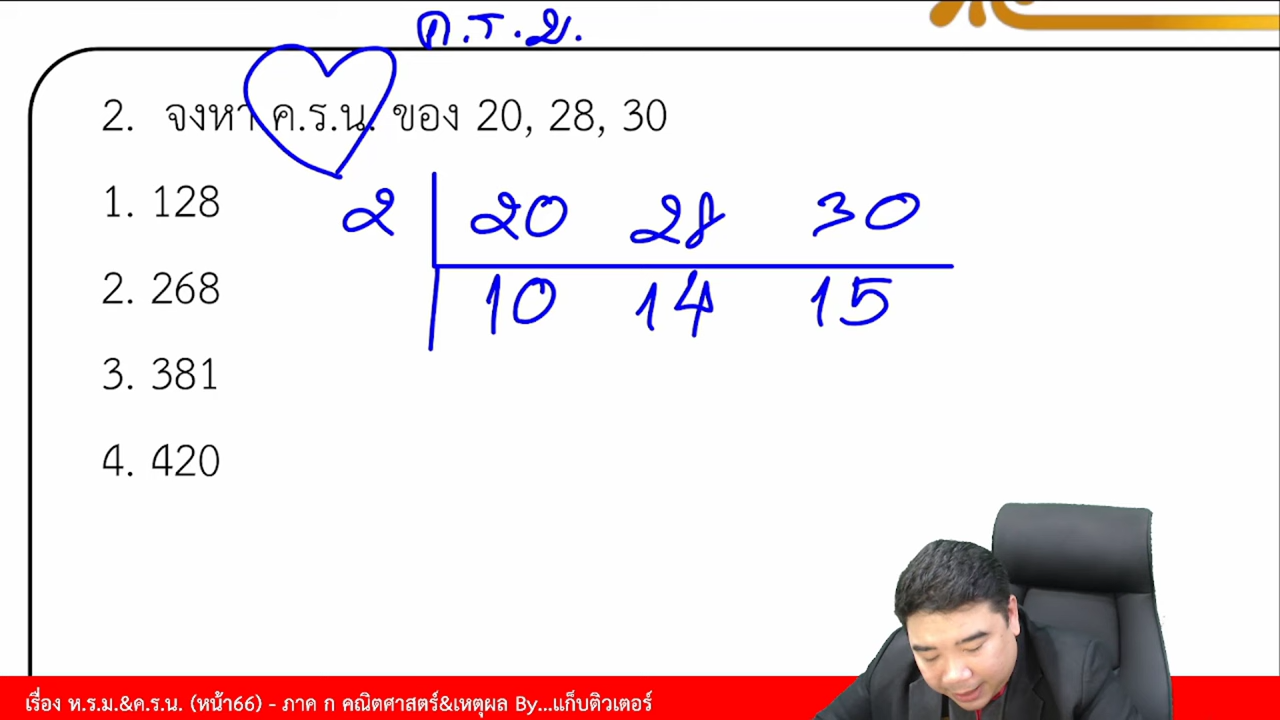 ค.ร.น.
2. จงหา ค.ร.น. ของ 20, 28, 30
1. 128
2 20 28 30
2. 268
10 14 15
3. 381
4. 420
เรื่อง ห.ร.ม.&ค.ร.น. (หน้า66) - ภาค ก คณิตศาสตร์&เหตุผล By...แก็บติวเตอร์